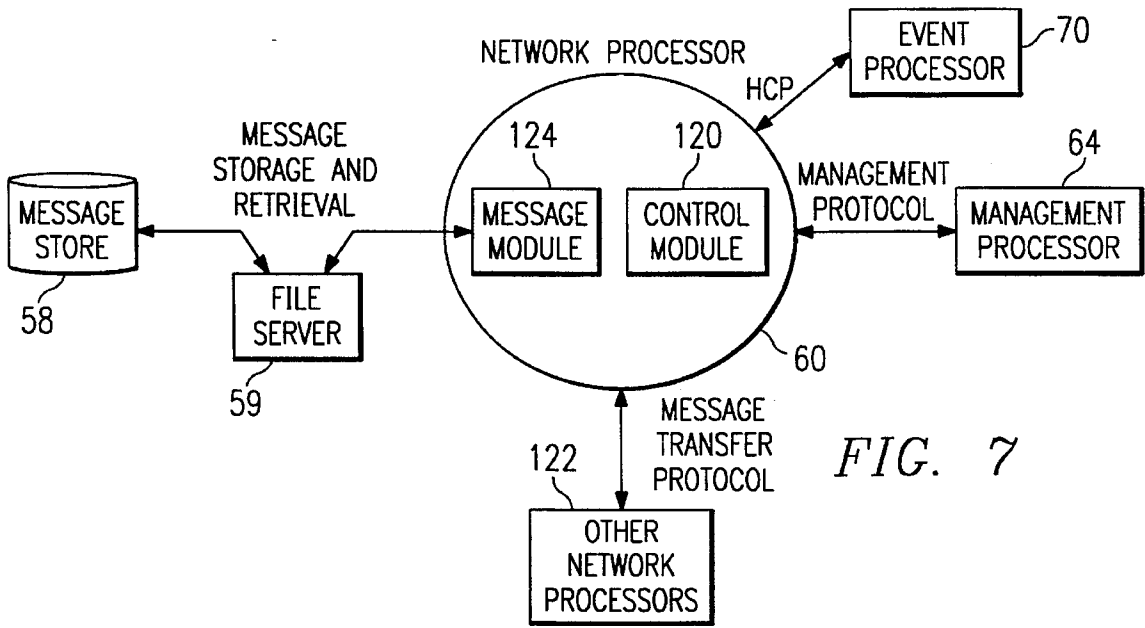 NETWORK PROCESSOR
EVENT
PROCESSOR
70
HCP
MESSAGE
STORAGE AND
RETRIEVAL
124
120
64
MESSAGE
STORE
MESSAGE
MODULE
CONTROL
MODULE
MANAGEMENT
PROTOCOL
MANAGEMENT
PROCESSOR
58
FILE
SERVER
59
60
MESSAGE
TRANSFER
PROTOCOL
FIG. 7
122
OTHER
NETWORK
PROCESSORS